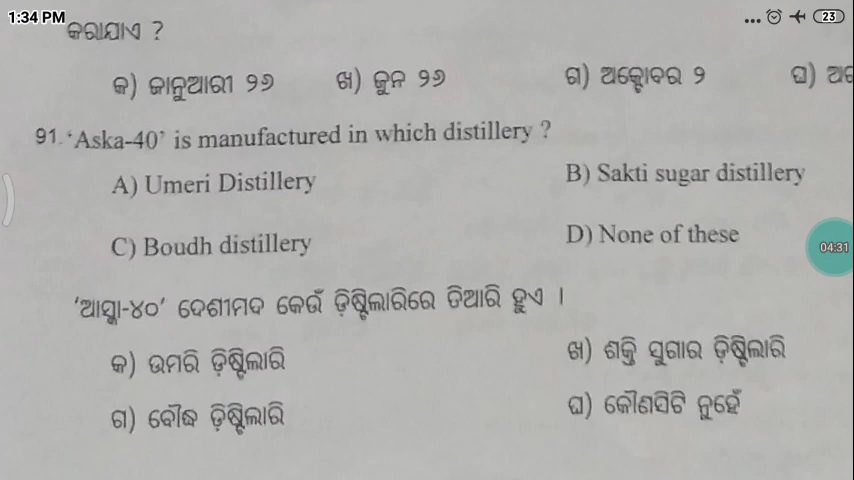 1:34 PM
23
କରାଯାଏ ?
କ) ଜାନୁଆରୀ ୨୬ ଖ) ଜୁନ ୨୬ ଗ) ଅକ୍ଟୋବର ୨ ଘ)
91. 'Aska-40' is manufactured in which distillery ?
A) Umeri Distillery B) Sakti sugar distillery
C) Boudh distillery D) None of these
04:31
'ଆସ୍କା-୪୦' ଦେଶୀମଦ କେଉଁ ଡ଼ିଷ୍ଟିଲାରିରେ ତିଆରି ହୁଏ ।
କ) ଉମରି ଡ଼ିଷ୍ଟିଲାରି ଖ) ଶକ୍ତି ସୁଗାର ଡ଼ିଷ୍ଟିଲାରି
ଗ) ବୌଦ୍ଧ ଡ଼ିଷ୍ଟିଲାରି ଘ) କୌଣସିଟି ନୁହେଁ